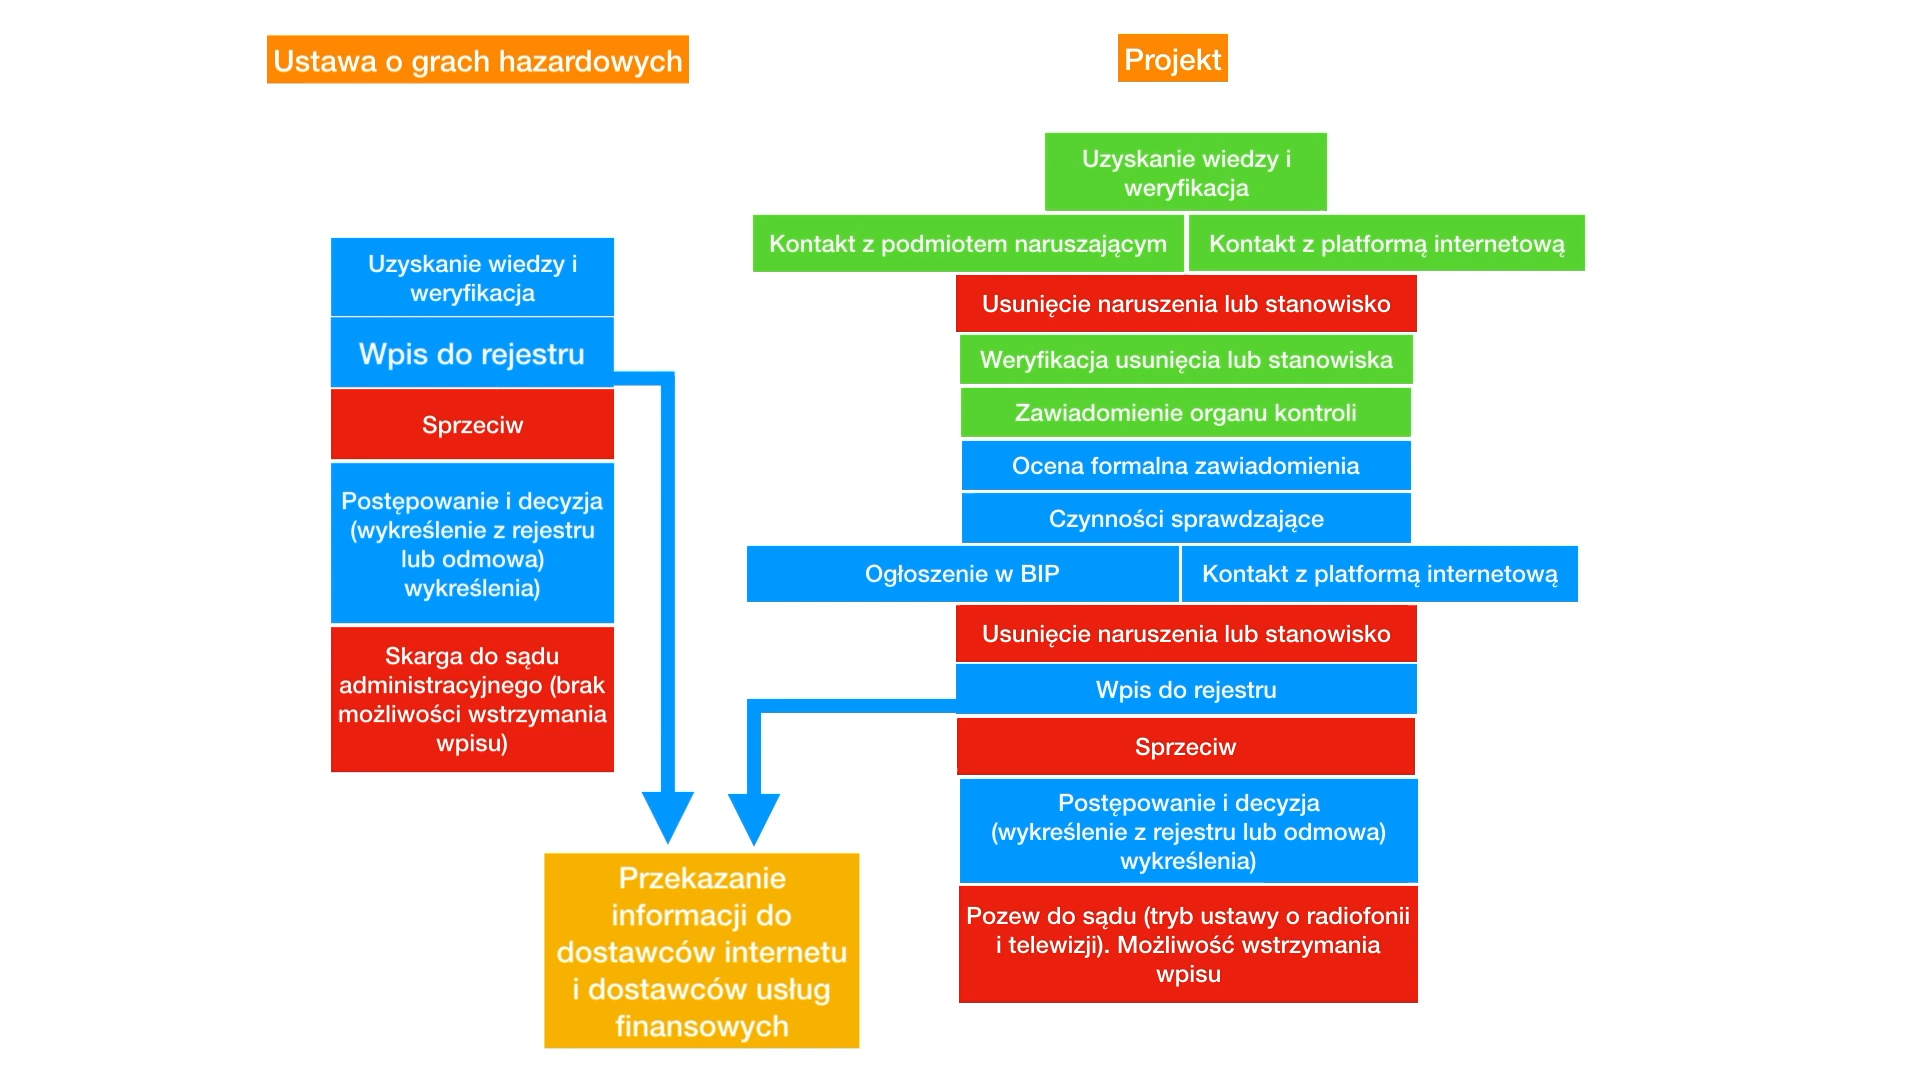 Ustawa o grach hazardowych
Uzyskanie wiedzy i
weryfikacja
Wpis do rejestru
Sprzeciw
Postępowanie i decyzja
(wykreślenie z rejestru
lub odmowa)
wykreślenia)
Skarga do sądu
administracyjnego (brak
możliwości wstrzymania
wpisu)
Projekt
Uzyskanie wiedzy i
weryfikacja
Kontakt z podmiotem naruszającym
Kontakt z platformą internetową
Usunięcie naruszenia lub stanowisko
Weryfikacja usunięcia lub stanowiska
Zawiadomienie organu kontroli
Ocena formalna zawiadomienia
Czynności sprawdzające
Ogłoszenie w BIP
Kontakt z platformą internetową
Usunięcie naruszenia lub stanowisko
Wpis do rejestru
Sprzeciw
Postępowanie i decyzja
(wykreślenie z rejestru lub odmowa)
wykreślenia)
Pozew do sądu (tryb ustawy o radiofonii
i telewizji). Możliwość wstrzymania
wpisu
Przekazanie
informacji do
dostawców internetu
i dostawców usług
finansowych